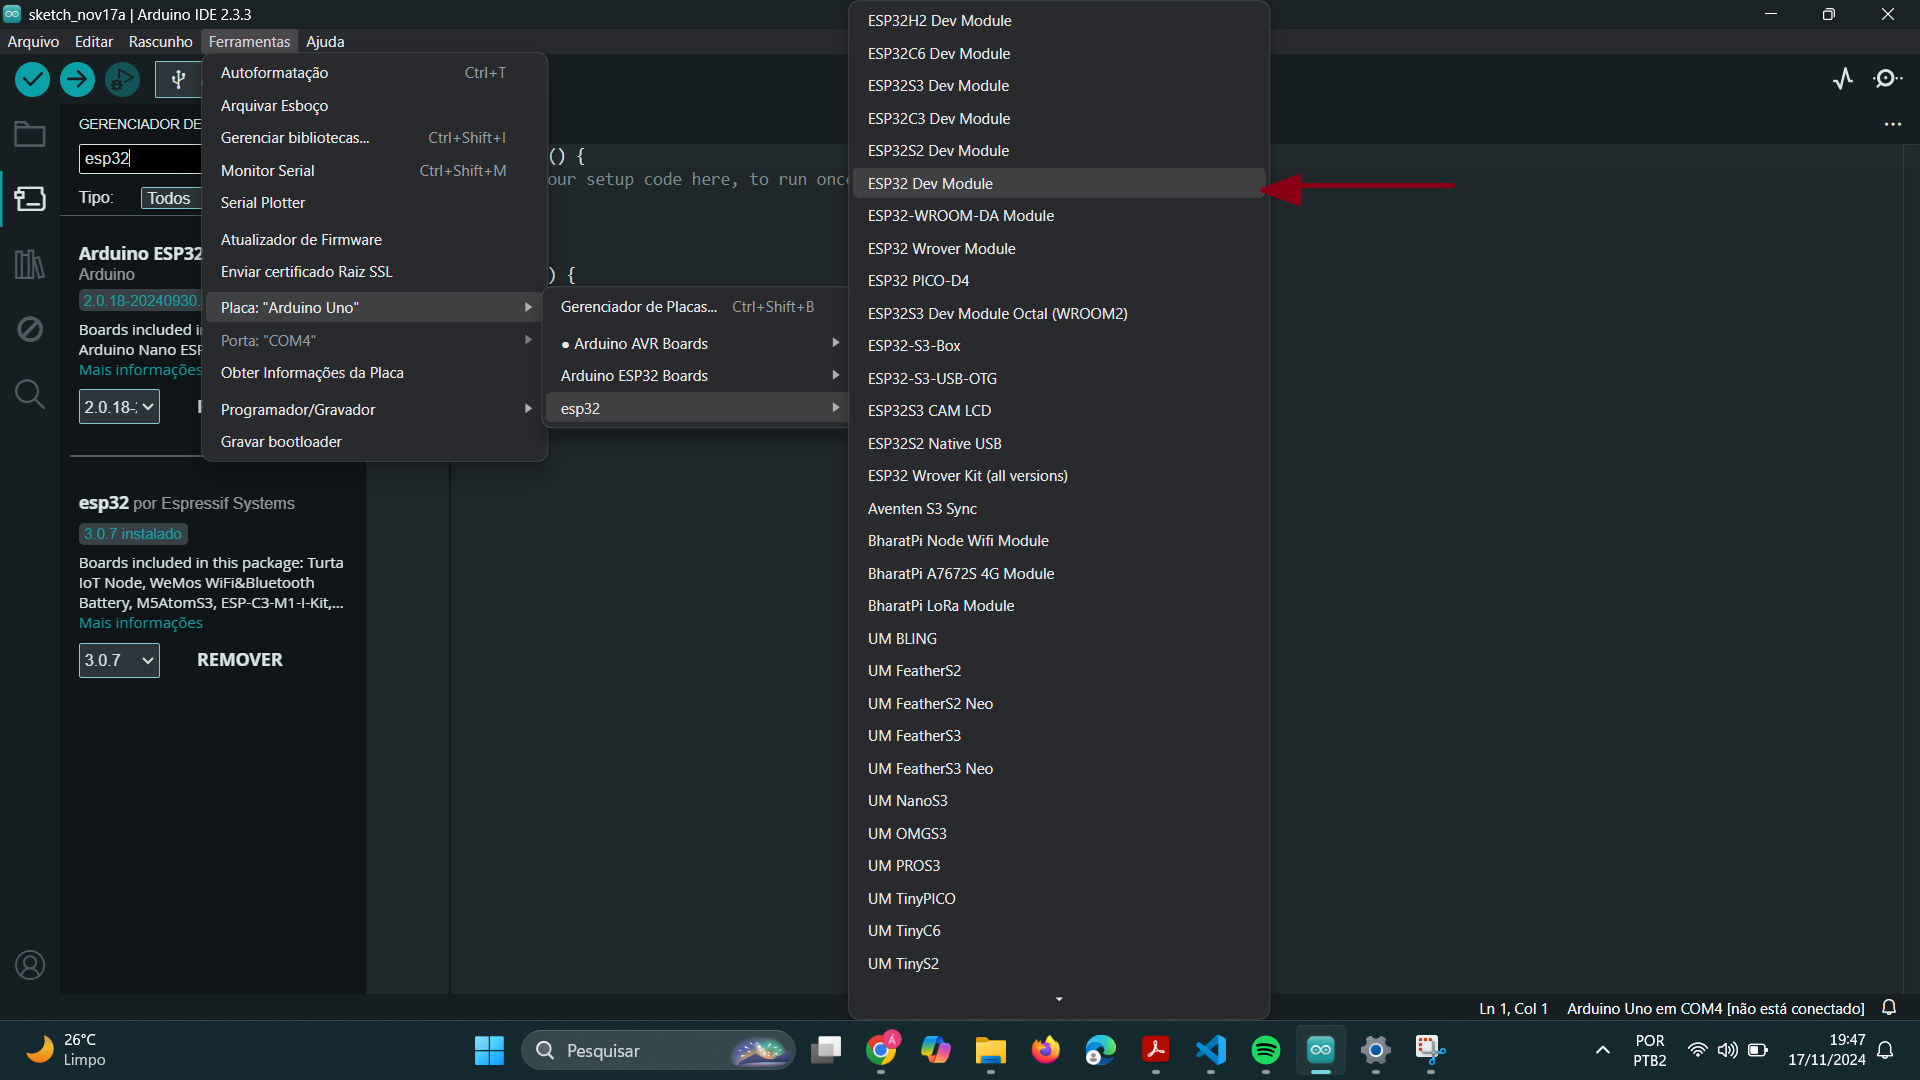 sketch_nov17a | Arduino IDE 2.3.3
Arquivo Editar Rascunho Ferramentas Ajuda
GERENCIADOR DE
esp32
Tipo: Todos
Arduino ESP32
Arduino
2.0.18-20240930.
Boards included i
Arduino Nano ESP
Mais informações
2.0.18-
esp32 por Espressif Systems
3.0.7 instalado
Boards included in this package: Turta
IoT Node, WeMos WiFi&Bluetooth
Battery, M5AtomS3, ESP-C3-M1-I-Kit,...
Mais informações
3.0.7 REMOVER
Autoformatação Ctrl+T
Arquivar Esboço
Gerenciar bibliotecas... Ctrl+Shift+I
Monitor Serial Ctrl+Shift+M
Serial Plotter
Atualizador de Firmware
Enviar certificado Raiz SSL
Placa: "Arduino Uno"
Porta: "COM4"
Obter Informações da Placa
Programador/Gravador
Gravar bootloader
() {
our setup code here, to run onc
) {
Gerenciador de Placas... Ctrl+Shift+B
● Arduino AVR Boards
Arduino ESP32 Boards
esp32
ESP32H2 Dev Module
ESP32C6 Dev Module
ESP32S3 Dev Module
ESP32C3 Dev Module
ESP32S2 Dev Module
ESP32 Dev Module
ESP32-WROOM-DA Module
ESP32 Wrover Module
ESP32 PICO-D4
ESP32S3 Dev Module Octal (WROOM2)
ESP32-S3-Box
ESP32-S3-USB-OTG
ESP32S3 CAM LCD
ESP32S2 Native USB
ESP32 Wrover Kit (all versions)
Aventen S3 Sync
BharatPi Node Wifi Module
BharatPi A7672S 4G Module
BharatPi LoRa Module
UM BLING
UM FeatherS2
UM FeatherS2 Neo
UM FeatherS3
UM FeatherS3 Neo
UM NanoS3
UM OMGS3
UM PROS3
UM TinyPICO
UM TinyC6
UM TinyS2
Ln 1, Col 1 Arduino Uno em COM4 [não está conectado]
26°C
Limpo
Pesquisar
POR
PTB2
19:47
17/11/2024